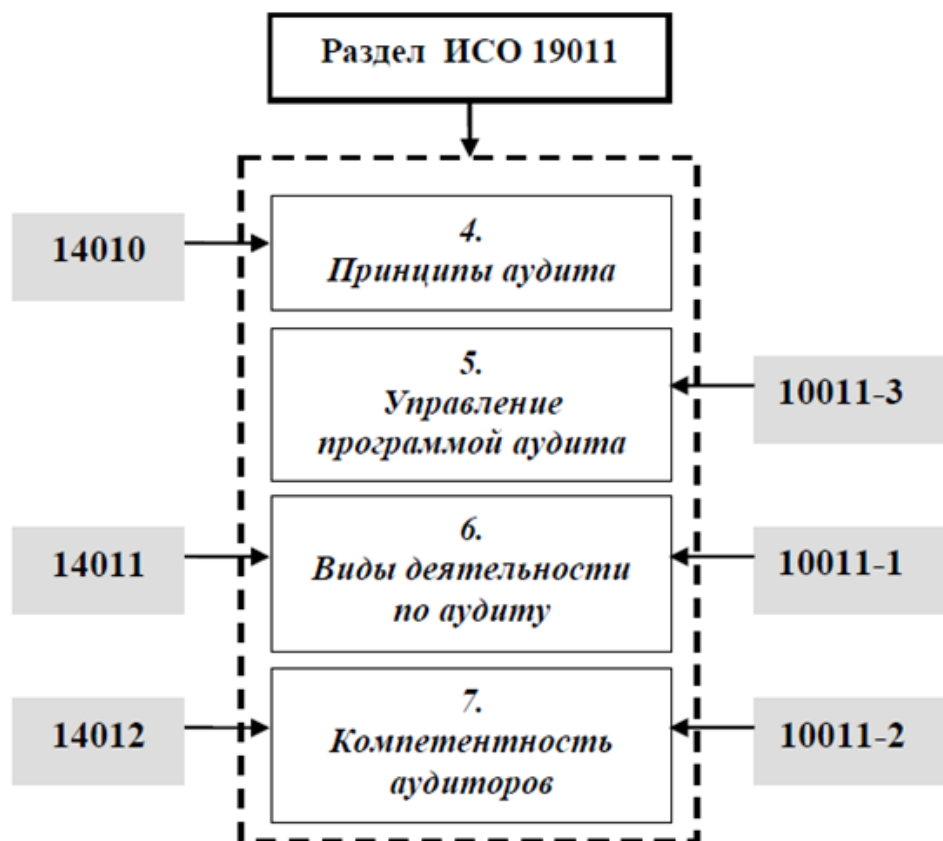 Раздел ИСО 19011
14010
4.
Принципы аудита
5.
Управление
программой аудита
10011-3
14011
6.
Виды деятельности
по аудиту
10011-1
14012
7.
Компетентность
аудиторов
10011-2